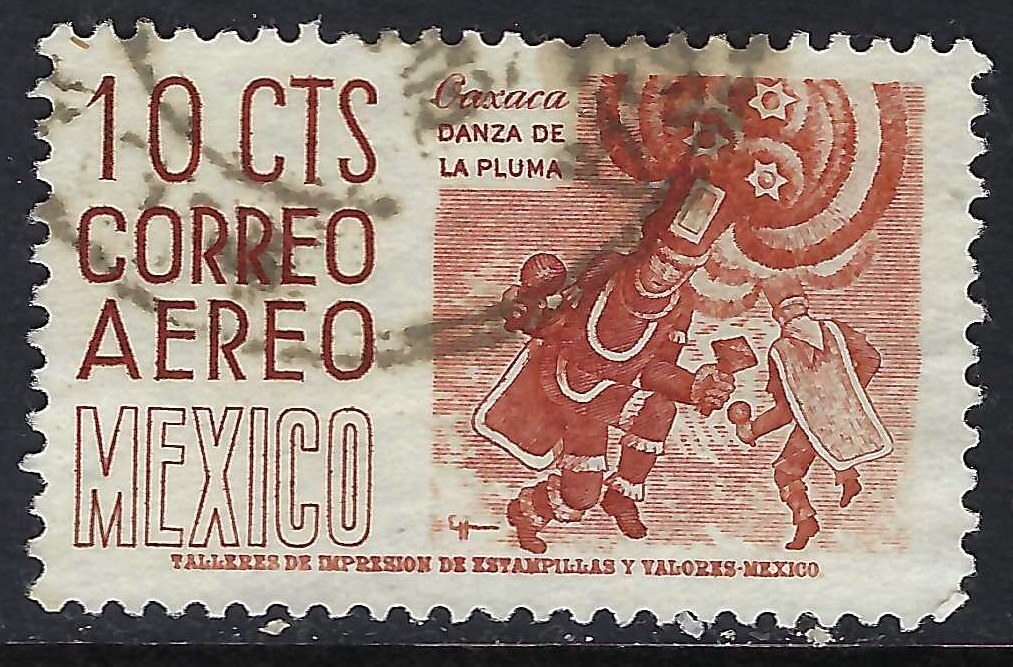 10 CTS
CORREO
AEREO
MEXICO
Oaxaca
DANZA DE
LA PLUMA
TALLERES DE IMPRESION DE ESTAMPILLAS Y VALORES-MEXICO